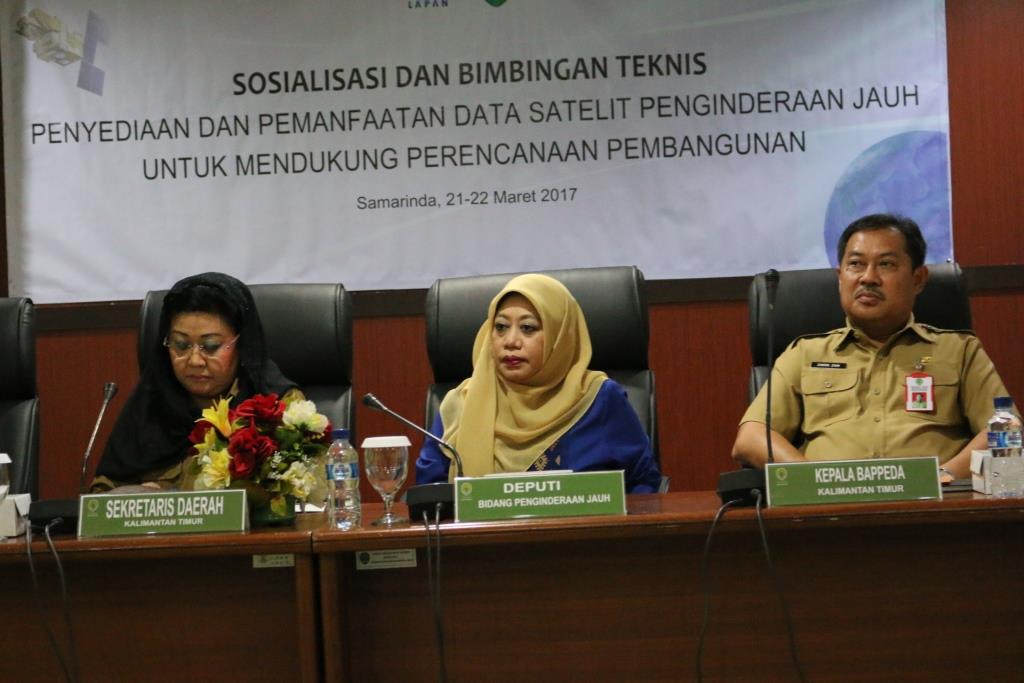 LAPAN
SOSIALISASI DAN BIMBINGAN TEKNIS
PENYEDIAAN DAN PEMANFAATAN DATA SATELIT PENGINDERAAN JAUH
UNTUK MENDUKUNG PERENCANAAN PEMBANGUNAN
Samarinda, 21-22 Maret 2017
SEKRETARIS DAERAH
KALIMANTAN TIMUR
DEPUTI
BIDANG PENGINDERAAN JAUH
KEPALA BAPPEDA
KALIMANTAN TIMUR